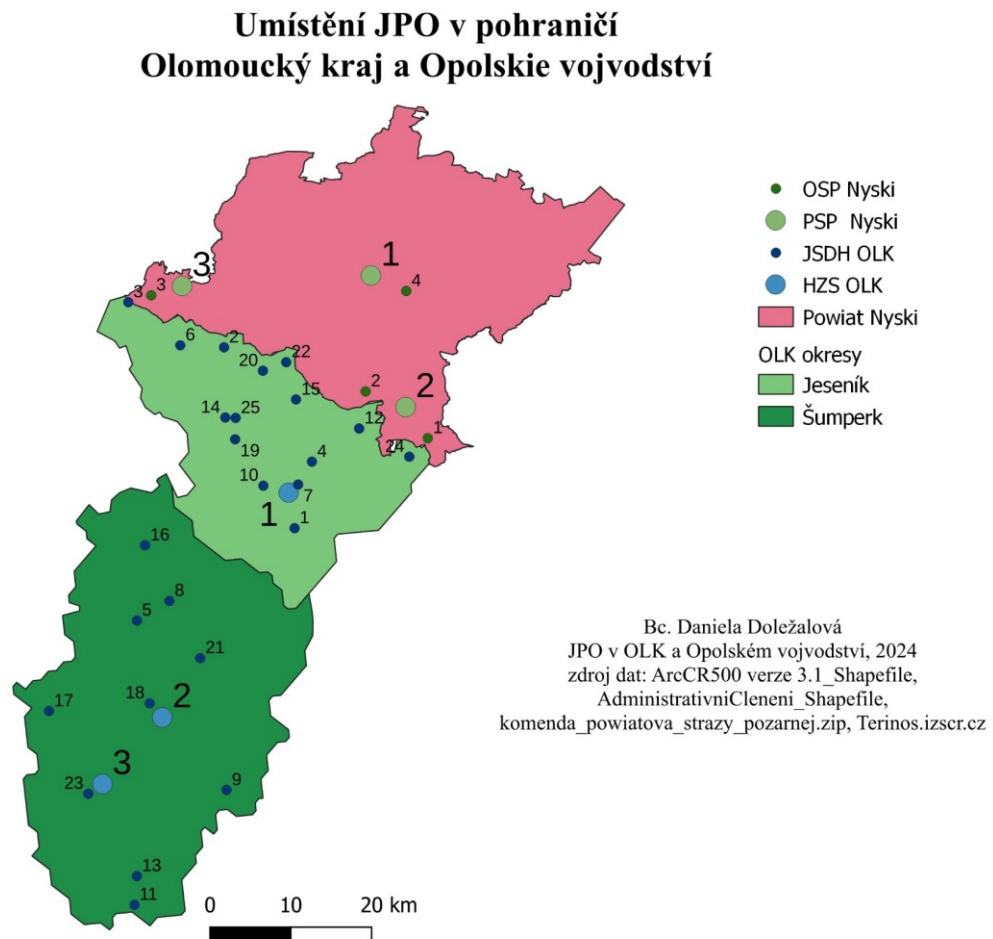 Umístění JPO v pohraničí
Olomoucký kraj a Opolskie vojvodství
OSP Nyski
PSP Nyski
JSDH OLK
HZS OLK
Powiat Nyski
OLK okresy
Jeseník
Šumperk
3
3
3
1
4
6
2
20
22
15
2
2
12
1
24
14
25
19
4
10
7
1
1
16
8
5
21
18
2
17
3
23
9
13
11
Bc. Daniela Doležalová
JPO v OLK a Opolském vojvodství, 2024
zdroj dat: ArcCR500 verze 3.1_Shapefile,
AdministrativniCleneni_Shapefile,
komenda_powiatova_strazy_pozarnej.zip, Terinos.izscr.cz
0 10 20 km